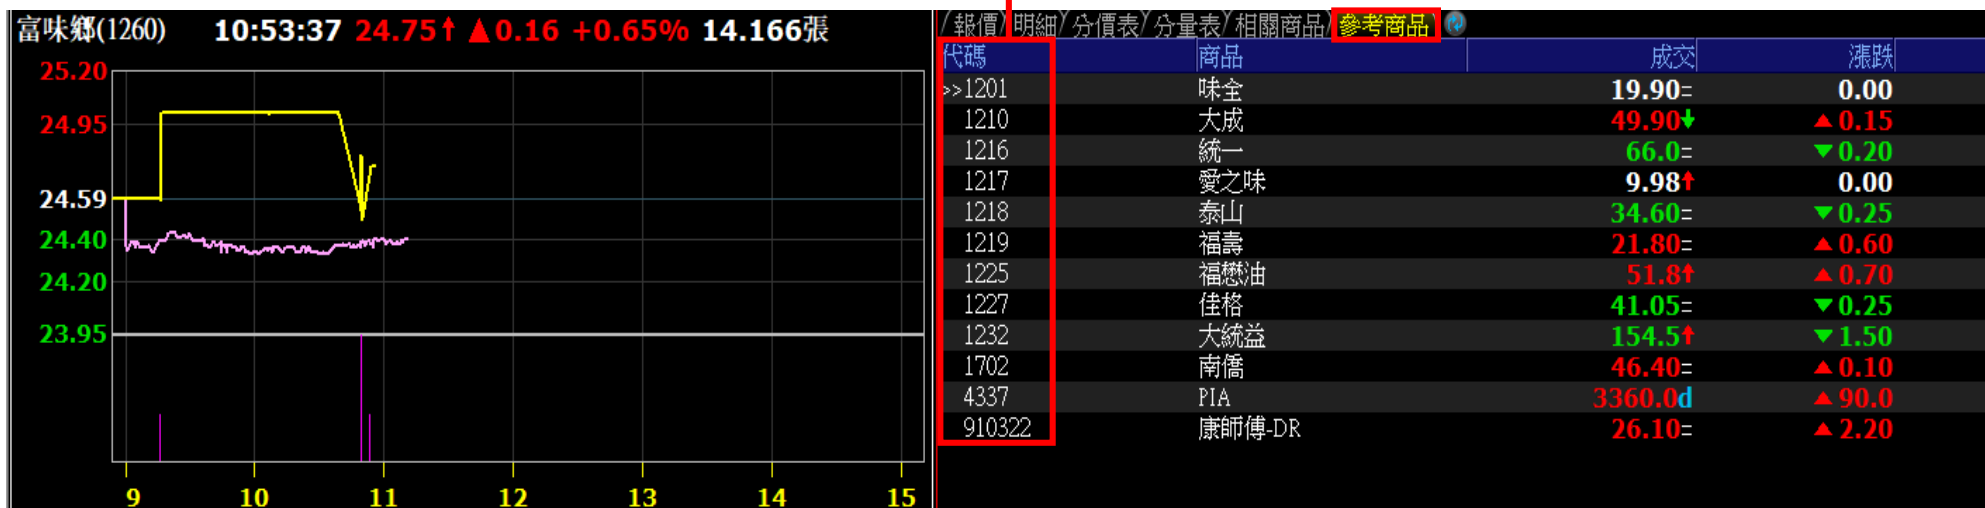 富味鄉(1260) 10:53:37 24.75↑ ▲0.16 +0.65% 14.166張
25.20
24.95
24.59
24.40
24.20
23.95
9 10 11 12 13 14 15
報價 明細 分價表 分量表 相關商品 參考商品
代碼 商品 成交 漲跌
>>1201 味全 19.90= 0.00
1210 大成 49.90↓ ▲0.15
1216 統一 66.0= ▼0.20
1217 愛之味 9.98↑ 0.00
1218 泰山 34.60= ▼0.25
1219 福壽 21.80= ▲0.60
1225 福懋油 51.8↑ ▲0.70
1227 佳格 41.05= ▼0.25
1232 大統益 154.5↑ ▼1.50
1702 南僑 46.40= ▲0.10
4337 PIA 3360.0d ▲90.0
910322 康師傅-DR 26.10= ▲2.20